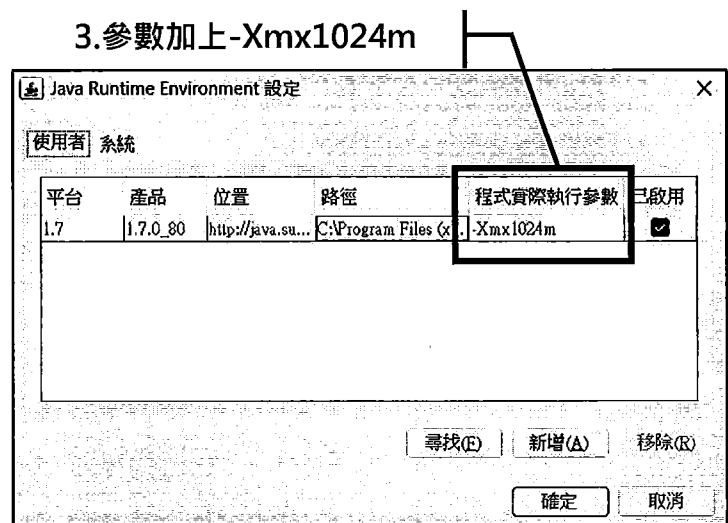 3.參數加上-Xmx1024m
Java Runtime Environment 設定
使用者 系統
平台 產品 位置 路徑 程式實際執行參數 已啟用
1.7 1.7.0_80 http://java.su... C:\Program Files (x... -Xmx1024m
尋找(F) 新增(A) 移除(R)
確定 取消